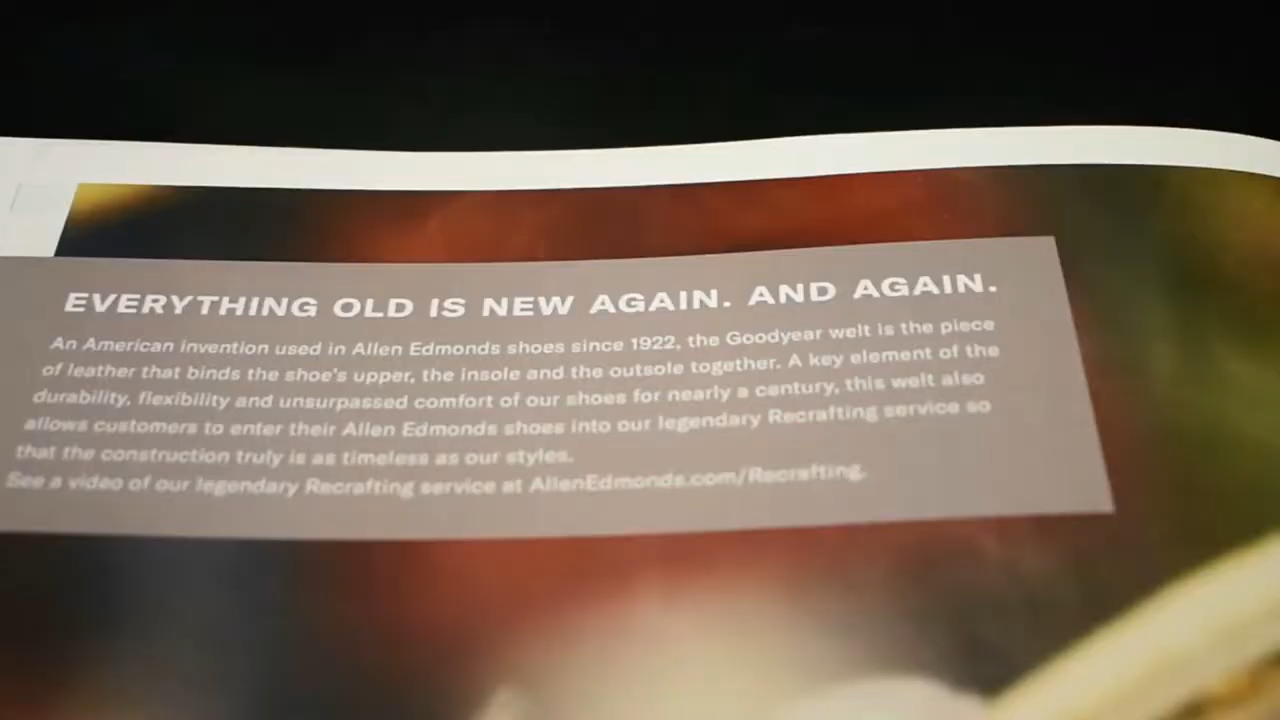 EVERYTHING OLD IS NEW AGAIN. AND AGAIN.
An American invention used in Allen Edmonds shoes since 1922, the Goodyear welt is the piece
of leather that binds the shoe's upper, the insole and the outsole together. A key element of the
durability, flexibility and unsurpassed comfort of our shoes for nearly a century, this welt also
allows customers to enter their Allen Edmonds shoes into our legendary Recrafting service so
that the construction truly is as timeless as our styles.
See a video of our legendary Recrafting service at AllenEdmonds.com/Recrafting.